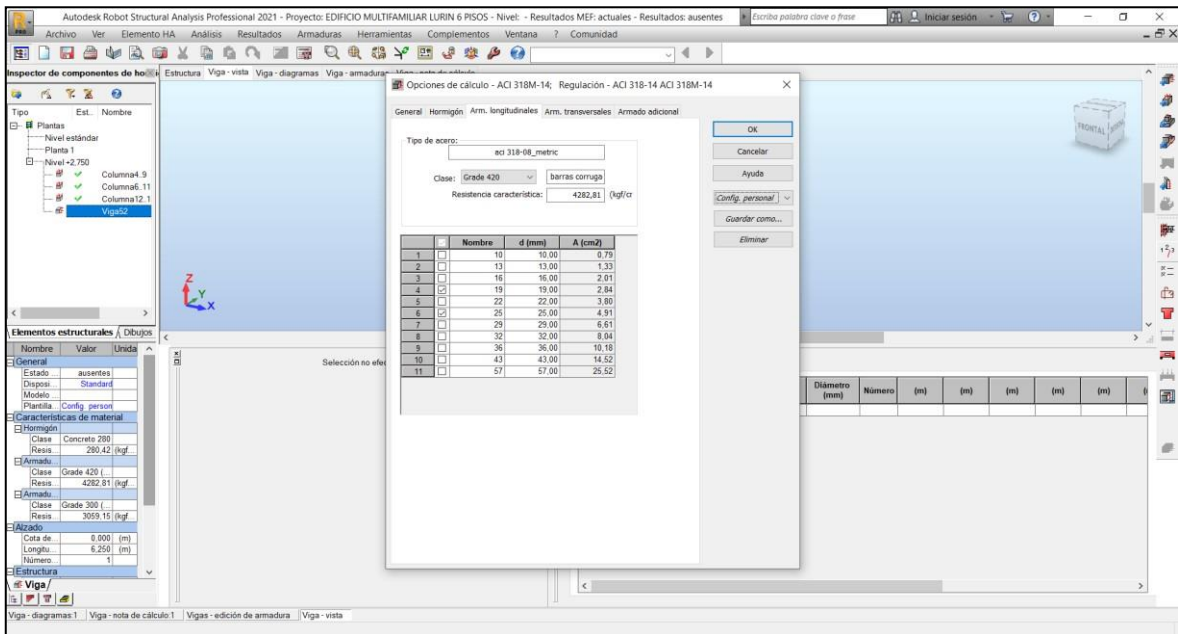 Autodesk Robot Structural Analysis Professional 2021 - Proyecto: EDIFICIO MULTIFAMILIAR LURIN 6 PISOS - Nivel: - Resultados MEF: actuales - Resultados: ausentes
Escriba palabra clave o frase
Iniciar sesión
PRO
Archivo Ver Elemento HA Análisis Resultados Armaduras Herramientas Complementos Ventana ? Comunidad
Inspector de componentes de
Estructura Viga - vista Viga - diagramas Viga - armaduras Viga - nota de cálculo
Tipo Est.. Nombre
Plantas
Nivel estándar
Planta 1
Nivel +2,750
Columna4..9
Columna6..11
Columna12..1
Viga52
Elementos estructurales Dibujos
Nombre Valor Unida
General
Estado ... ausentes
Disposi... Standard
Modelo ...
Plantilla... Config. person
Características de material
Hormigón
Clase Concreto 280
Resis... 280,42 (kgf...
Armadu...
Clase Grade 420 (...
Resis... 4282,81 (kgf...
Armadu...
Clase Grade 300 (...
Resis... 3059,15 (kgf...
Alzado
Cota de... 0,000 (m)
Longitu... 6,250 (m)
Número... 1
Estructura
Viga
Viga - diagramas:1 Viga - nota de cálculo:1 Vigas - edición de armadura Viga - vista
Z
Y
X
Selección no efe
FRONTAL
Opciones de cálculo - ACI 318M-14; Regulación - ACI 318-14 ACI 318M-14
General Hormigón Arm. longitudinales Arm. transversales Armado adicional
Tipo de acero:
aci 318-08_metric
Clase: Grade 420 barras corruga
Resistencia característica: 4282,81 (kgf/cr
Nombre d (mm) A (cm2)
1 10 10,00 0,79
2 13 13,00 1,33
3 16 16,00 2,01
4 19 19,00 2,84
5 22 22,00 3,80
6 25 25,00 4,91
7 29 29,00 6,61
8 32 32,00 8,04
9 36 36,00 10,18
10 43 43,00 14,52
11 57 57,00 25,52
OK
Cancelar
Ayuda
Config. personal
Guardar como...
Eliminar
Diámetro (mm) Número (m) (m) (m) (m) (m)